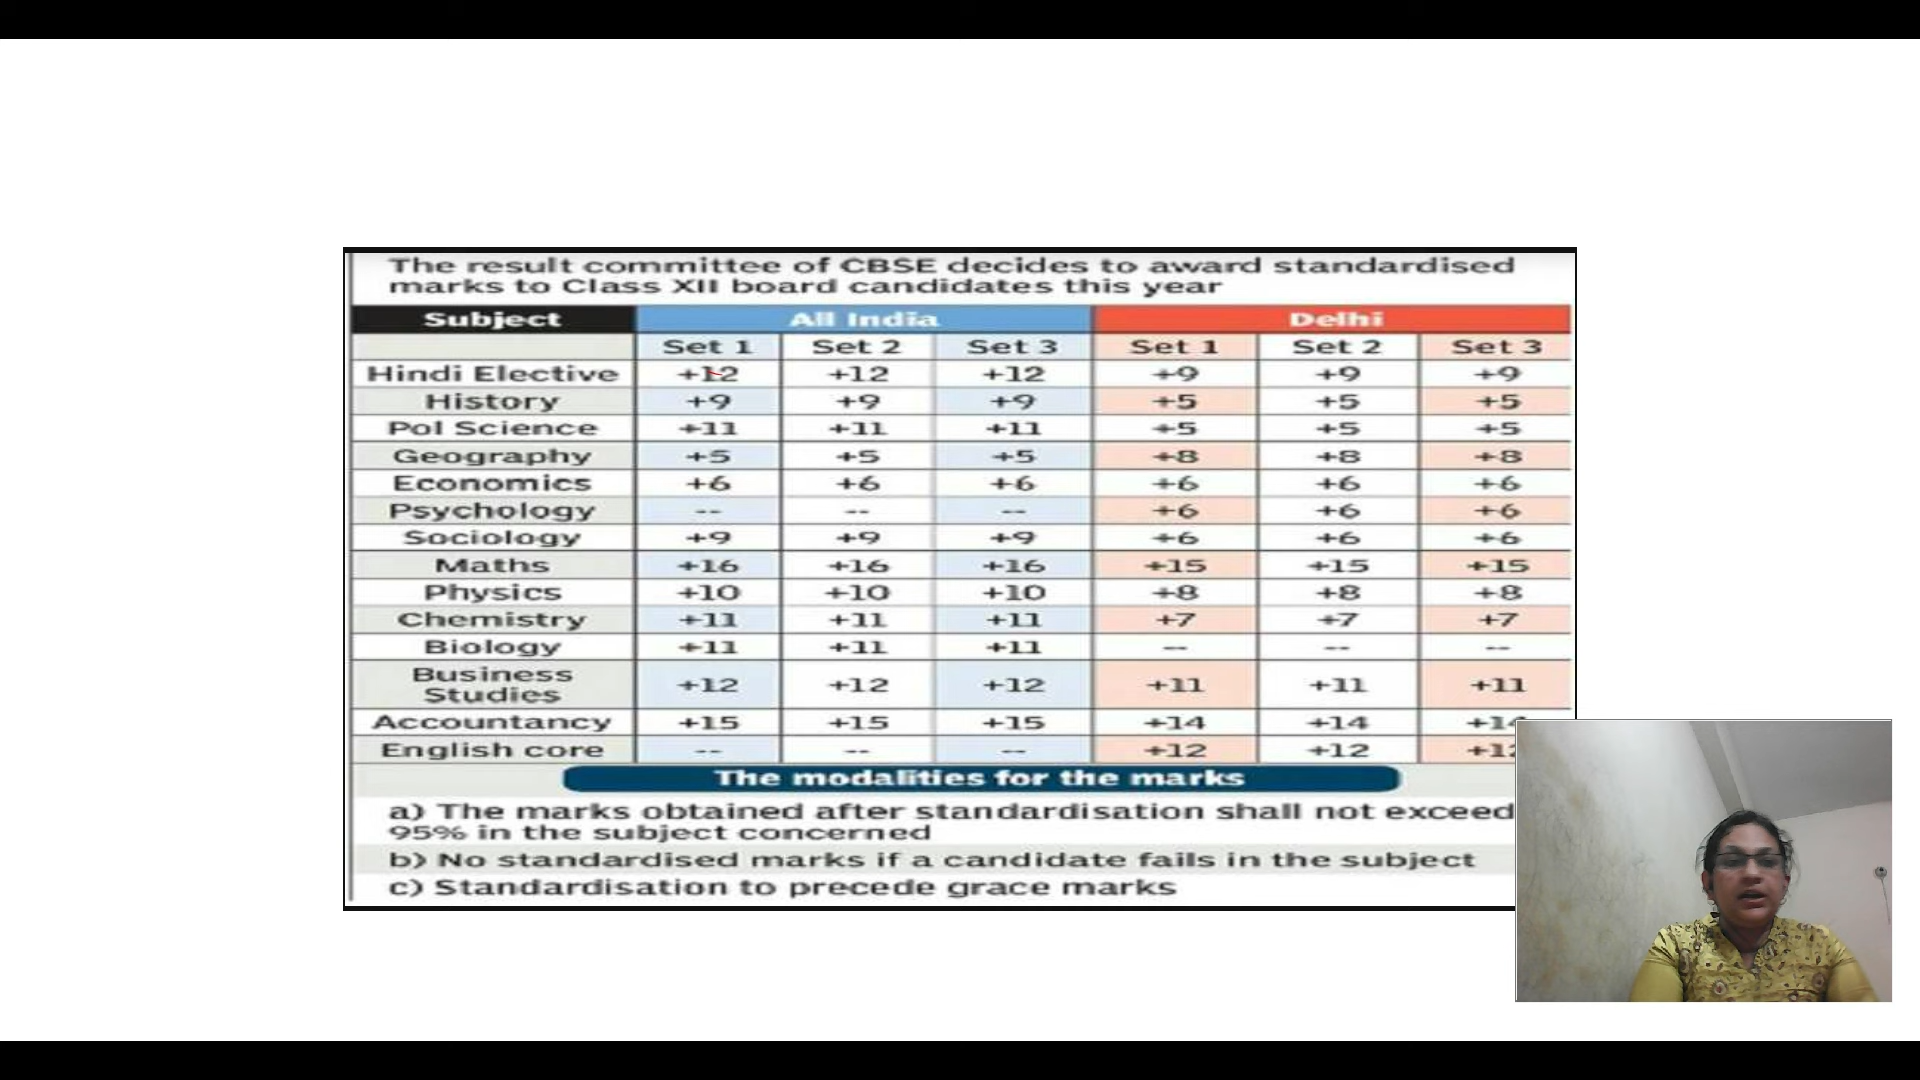 The result committee of CBSE decides to award standardised
marks to Class XII board candidates this year
Subject All India Delhi
Set 1 Set 2 Set 3 Set 1 Set 2 Set 3
Hindi Elective +12 +12 +12 +9 +9 +9
History +9 +9 +9 +5 +5 +5
Pol Science +11 +11 +11 +5 +5 +5
Geography +5 +5 +5 +8 +8 +8
Economics +6 +6 +6 +6 +6 +6
Psychology -- -- -- +6 +6 +6
Sociology +9 +9 +9 +6 +6 +6
Maths +16 +16 +16 +15 +15 +15
Physics +10 +10 +10 +8 +8 +8
Chemistry +11 +11 +11 +7 +7 +7
Biology +11 +11 +11 -- -- --
Business
Studies +12 +12 +12 +11 +11 +11
Accountancy +15 +15 +15 +14 +14 +14
English core -- -- -- +12 +12
The modalities for the marks
a) The marks obtained after standardisation shall not exceed
95% in the subject concerned
b) No standardised marks if a candidate fails in the subject
c) Standardisation to precede grace marks